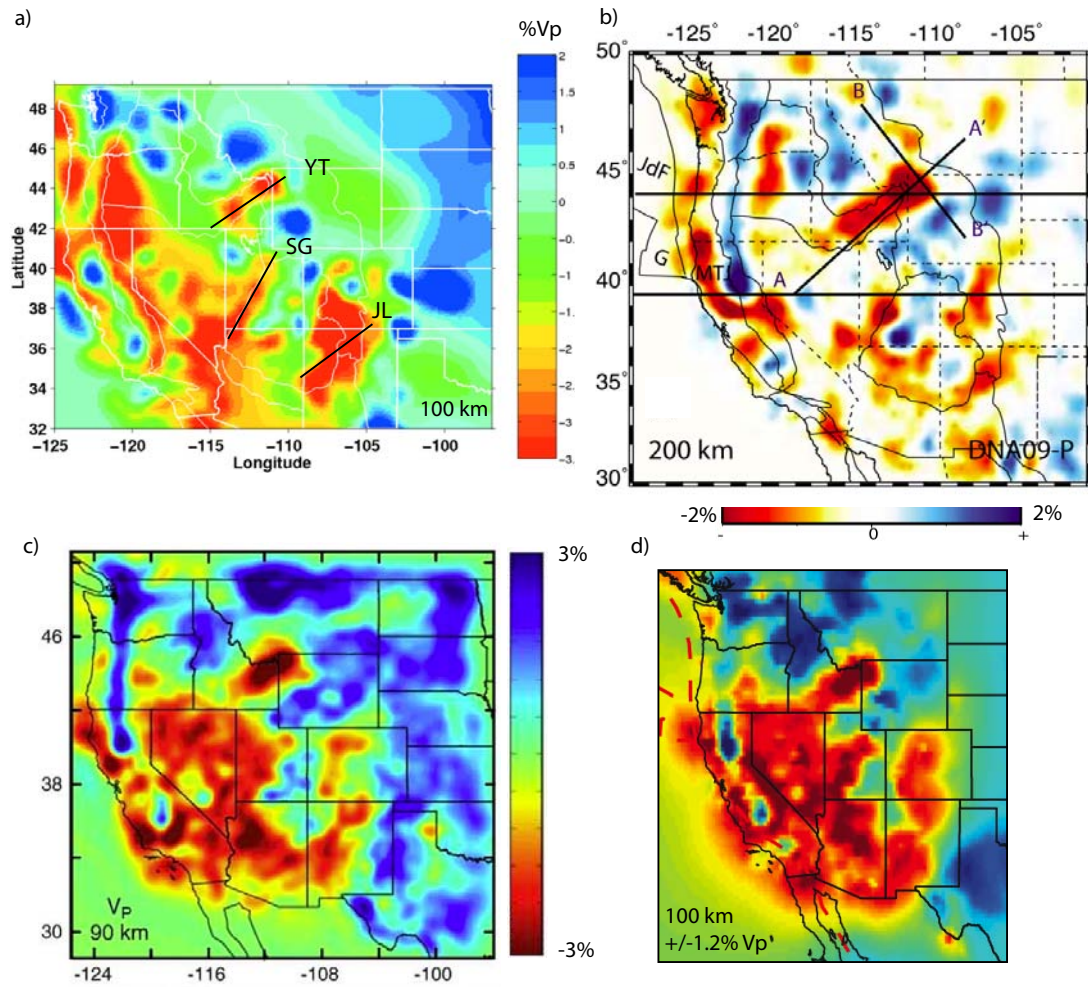 a)
%Vp
48
46
44
42
40
38
36
34
32
Latitude
−125
−120
−115
−110
−105
−100
Longitude
YT
SG
JL
100 km
2
1.5
1
0.5
0
-0.
-1
-1.
-2
-2.
-3.
b)
-125°
-120°
-115°
-110°
-105°
50°
45°
40°
35°
30°
B
A'
JdF
G
MTJ
A
B'
200 km
DNA09-P
-2%
2%
-
0
+
c)
46
38
30
VP
90 km
-124
-116
-108
-100
3%
-3%
d)
100 km
+/-1.2% Vp